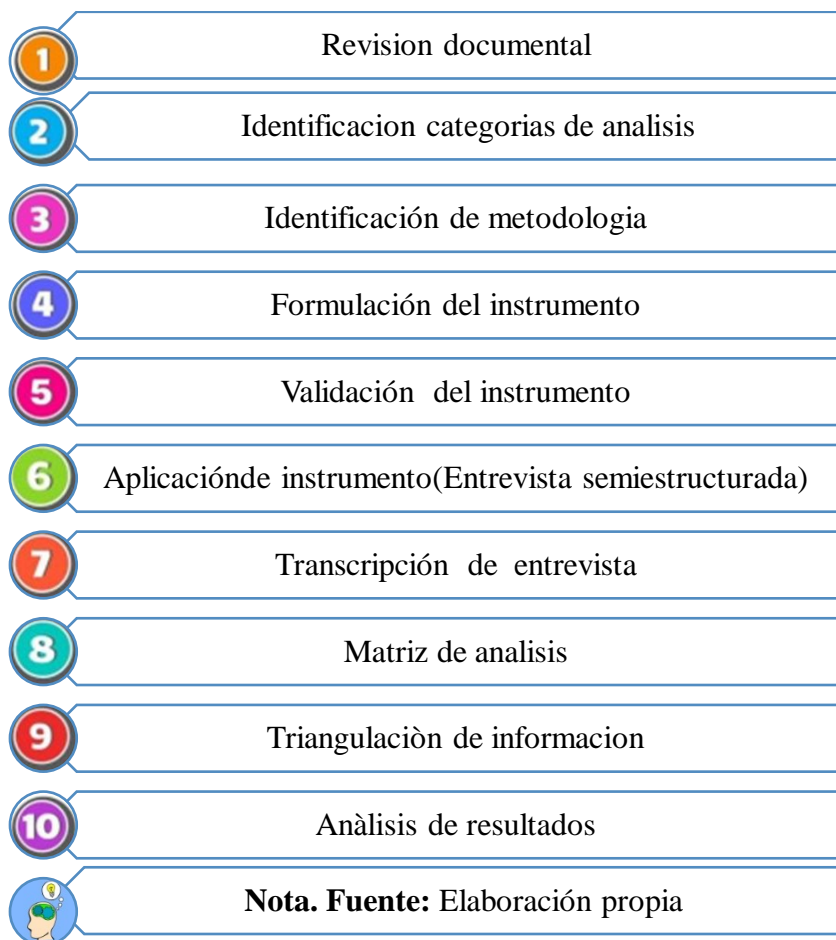 1 Revision documental
2 Identificacion categorias de analisis
3 Identificación de metodologia
4 Formulación del instrumento
5 Validación del instrumento
6 Aplicaciónde instrumento(Entrevista semiestructurada)
7 Transcripción de entrevista
8 Matriz de analisis
9 Triangulaciòn de informacion
10 Anàlisis de resultados
Nota. Fuente: Elaboración propia